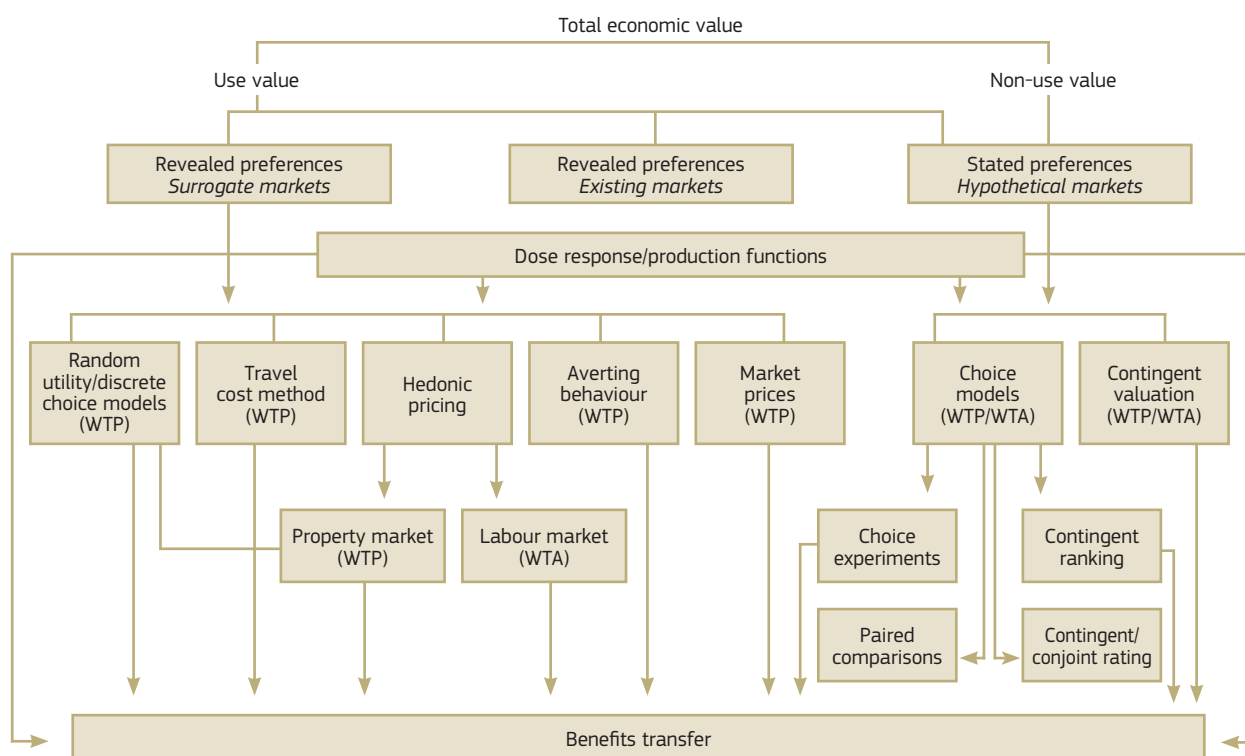 Total economic value
Use value
Non-use value
Revealed preferences
Surrogate markets
Revealed preferences
Existing markets
Stated preferences
Hypothetical markets
Dose response/production functions
Random
utility/discrete
choice models
(WTP)
Travel
cost method
(WTP)
Hedonic
pricing
Averting
behaviour
(WTP)
Market
prices
(WTP)
Choice
models
(WTP/WTA)
Contingent
valuation
(WTP/WTA)
Property market
(WTP)
Labour market
(WTA)
Choice
experiments
Contingent
ranking
Paired
comparisons
Contingent/
conjoint rating
Benefits transfer